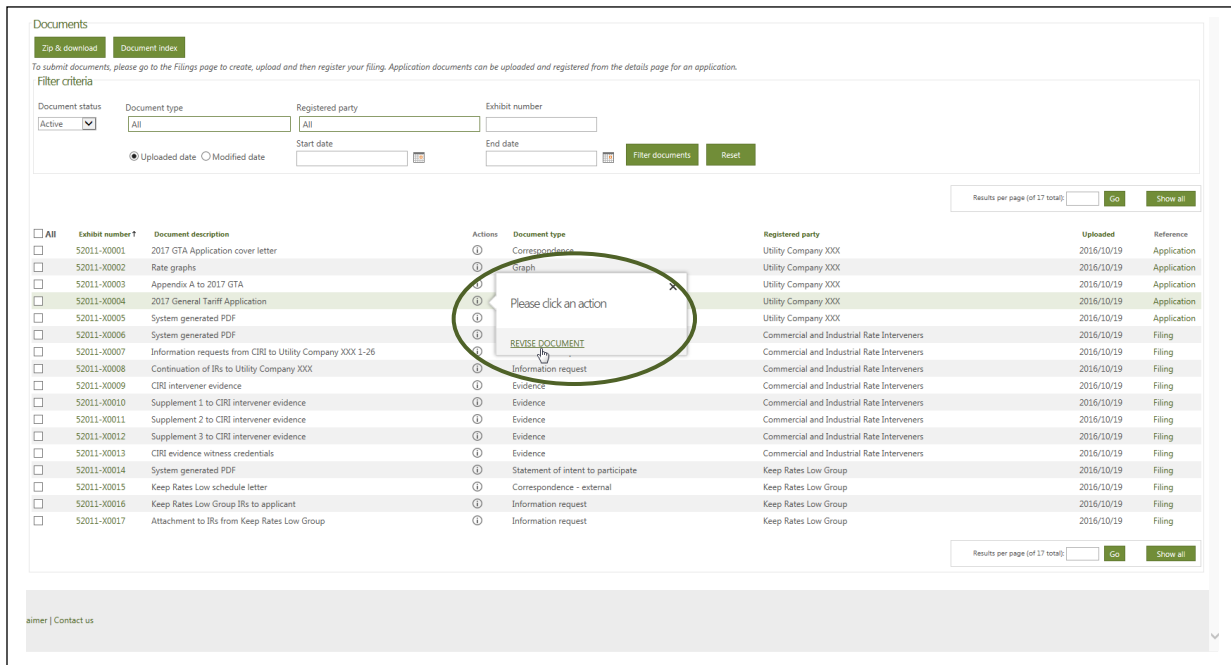 Documents
Zip & download Document index
To submit documents, please go to the Filings page to create, upload and then register your filing. Application documents can be uploaded and registered from the details page for an application.
Filter criteria
Document status Document type Registered party Exhibit number
Active All All
Uploaded date Modified date Start date End date Filter documents Reset
Results per page (of 17 total): Go Show all
All Exhibit number↑ Document description Actions Document type Registered party Uploaded Reference
52011-X0001 2017 GTA Application cover letter Correspondence Utility Company XXX 2016/10/19 Application
52011-X0002 Rate graphs Graph Utility Company XXX 2016/10/19 Application
52011-X0003 Appendix A to 2017 GTA Utility Company XXX 2016/10/19 Application
52011-X0004 2017 General Tariff Application Utility Company XXX 2016/10/19 Application
52011-X0005 System generated PDF Utility Company XXX 2016/10/19 Application
52011-X0006 System generated PDF Commercial and Industrial Rate Interveners 2016/10/19 Filing
52011-X0007 Information requests from CIRI to Utility Company XXX 1-26 Commercial and Industrial Rate Interveners 2016/10/19 Filing
52011-X0008 Continuation of IRs to Utility Company XXX Information request Commercial and Industrial Rate Interveners 2016/10/19 Filing
52011-X0009 CIRI intervener evidence Evidence Commercial and Industrial Rate Interveners 2016/10/19 Filing
52011-X0010 Supplement 1 to CIRI intervener evidence Evidence Commercial and Industrial Rate Interveners 2016/10/19 Filing
52011-X0011 Supplement 2 to CIRI intervener evidence Evidence Commercial and Industrial Rate Interveners 2016/10/19 Filing
52011-X0012 Supplement 3 to CIRI intervener evidence Evidence Commercial and Industrial Rate Interveners 2016/10/19 Filing
52011-X0013 CIRI evidence witness credentials Evidence Commercial and Industrial Rate Interveners 2016/10/19 Filing
52011-X0014 System generated PDF Statement of intent to participate Keep Rates Low Group 2016/10/19 Filing
52011-X0015 Keep Rates Low schedule letter Correspondence - external Keep Rates Low Group 2016/10/19 Filing
52011-X0016 Keep Rates Low Group IRs to applicant Information request Keep Rates Low Group 2016/10/19 Filing
52011-X0017 Attachment to IRs from Keep Rates Low Group Information request Keep Rates Low Group 2016/10/19 Filing
Please click an action
REVISE DOCUMENT
Results per page (of 17 total): Go Show all
aimer | Contact us